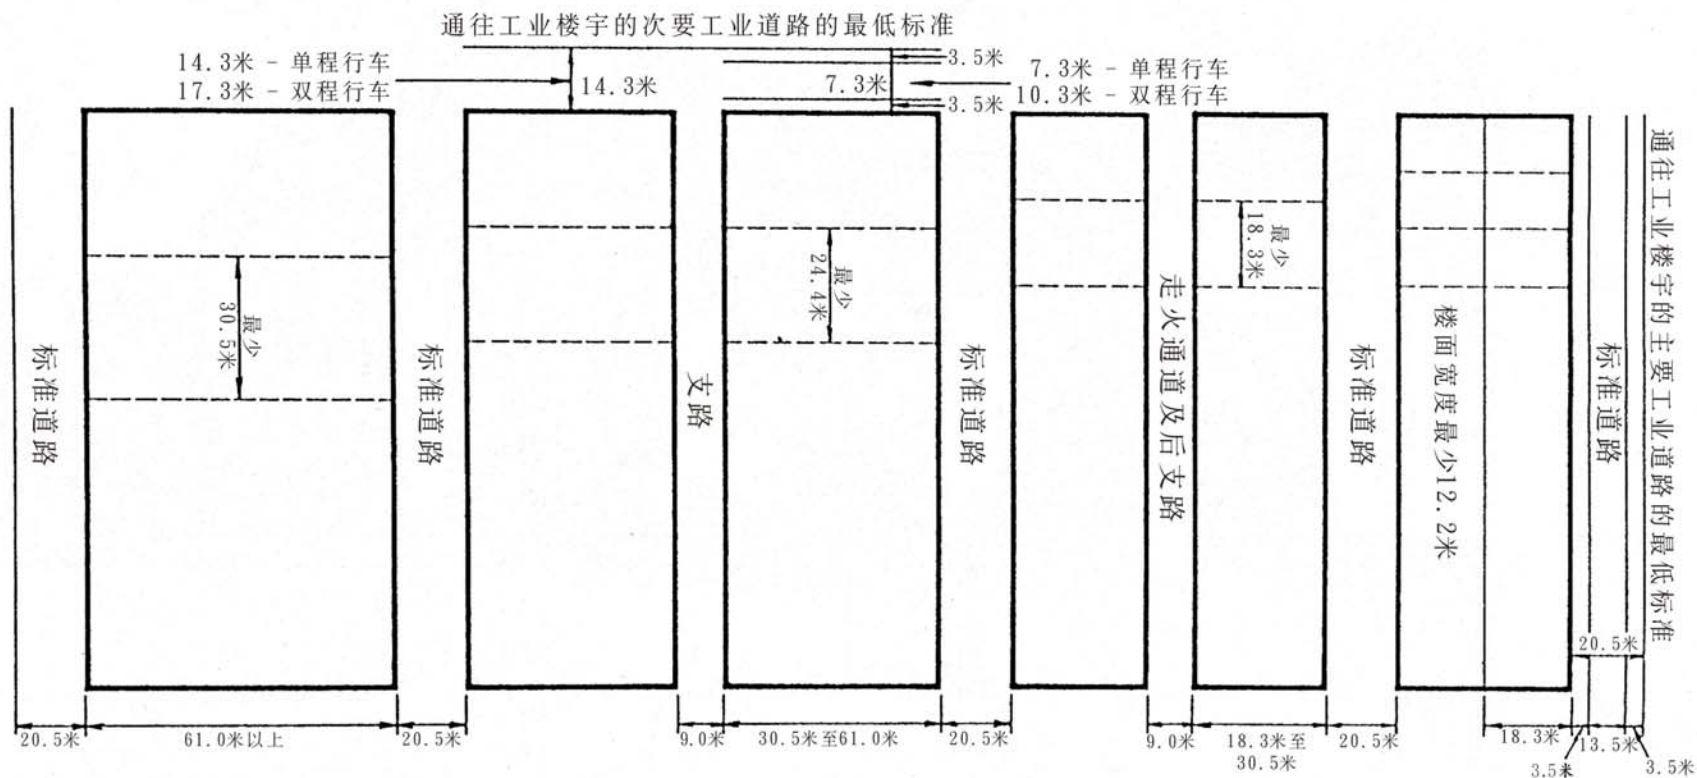 通往工业楼宇的次要工业道路的最低标准
14.3米 - 单程行车
17.3米 - 双程行车
14.3米
7.3米
3.5米
3.5米
7.3米 - 单程行车
10.3米 - 双程行车
标准道路
最少
30.5米
标准道路
支路
最少
24.4米
标准道路
走火通道及后支路
最少
18.3米
标准道路
楼面宽度最少12.2米
标准道路
通往工业楼宇的主要工业道路的最低标准
20.5米
20.5米
61.0米以上
20.5米
9.0米
30.5米至61.0米
20.5米
9.0米
18.3米至
30.5米
20.5米
18.3米
3.5米
13.5米
3.5米